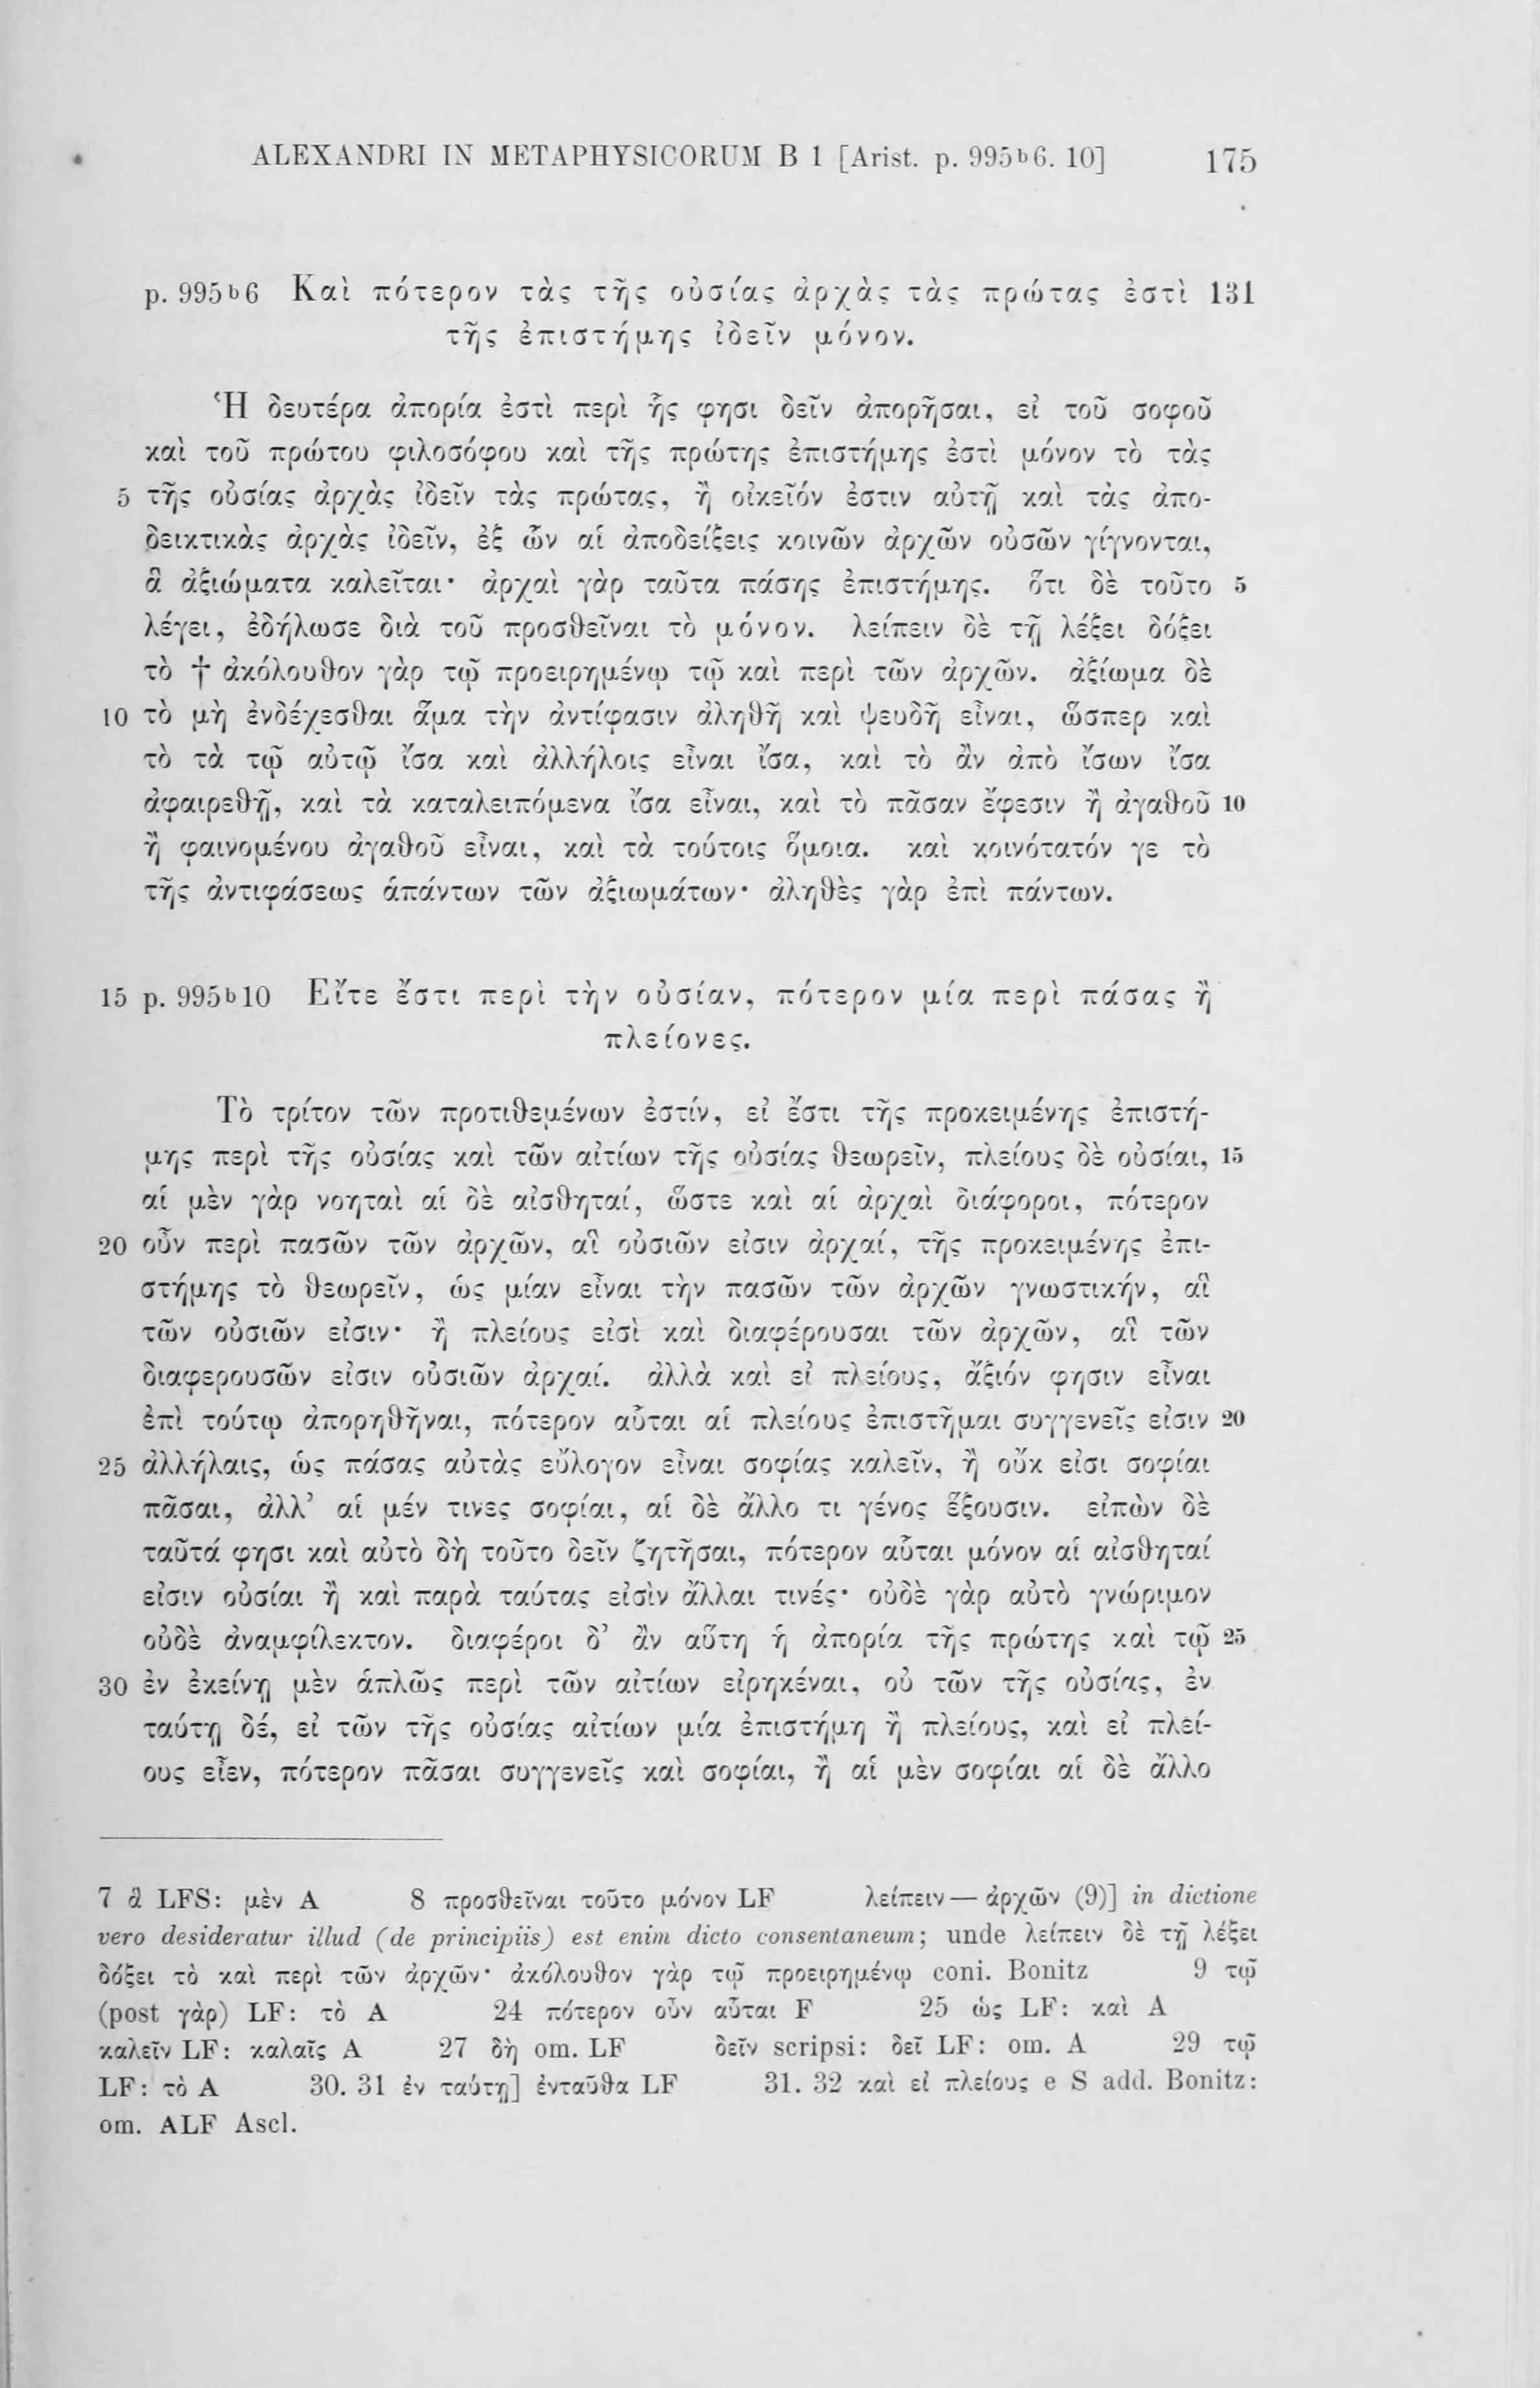 ALEXANDRI IN METAPHYSICORUM B 1 [Arist. p. 995ᵇ6. 10] 175
p. 995ᵇ6 Καὶ πότερον τὰς τῆς οὐσίας ἀρχὰς τὰς πρώτας ἐστὶ 131
τῆς ἐπιστήμης ἰδεῖν μόνον.
Ἡ δευτέρα ἀπορία ἐστὶ περὶ ἧς φησι δεῖν ἀπορῆσαι, εἰ τοῦ σοφοῦ
καὶ τοῦ πρώτου φιλοσόφου καὶ τῆς πρώτης ἐπιστήμης ἐστὶ μόνον τὸ τὰς
5 τῆς οὐσίας ἀρχὰς ἰδεῖν τὰς πρώτας, ἢ οἰκεῖόν ἐστιν αὐτῇ καὶ τὰς ἀπο-
δεικτικὰς ἀρχὰς ἰδεῖν, ἐξ ὧν αἱ ἀποδείξεις κοινῶν ἀρχῶν οὐσῶν γίγνονται,
ἃ ἀξιώματα καλεῖται· ἀρχαὶ γὰρ ταῦτα πάσης ἐπιστήμης. ὅτι δὲ τοῦτο 5
λέγει, ἐδήλωσε διὰ τοῦ προσθεῖναι τὸ μόνον. λείπειν δὲ τῇ λέξει δόξει
τὸ † ἀκόλουθον γὰρ τῷ προειρημένῳ τῷ καὶ περὶ τῶν ἀρχῶν. ἀξίωμα δὲ
10 τὸ μὴ ἐνδέχεσθαι ἅμα τὴν ἀντίφασιν ἀληθῆ καὶ ψευδῆ εἶναι, ὥσπερ καὶ
τὸ τὰ τῷ αὐτῷ ἴσα καὶ ἀλλήλοις εἶναι ἴσα, καὶ τὸ ἂν ἀπὸ ἴσων ἴσα
ἀφαιρεθῇ, καὶ τὰ καταλειπόμενα ἴσα εἶναι, καὶ τὸ πᾶσαν ἔφεσιν ἢ ἀγαθοῦ 10
ἢ φαινομένου ἀγαθοῦ εἶναι, καὶ τὰ τούτοις ὅμοια. καὶ κοινότατόν γε τὸ
τῆς ἀντιφάσεως ἁπάντων τῶν ἀξιωμάτων· ἀληθὲς γὰρ ἐπὶ πάντων.
15 p. 995ᵇ10 Εἴτε ἔστι περὶ τὴν οὐσίαν, πότερον μία περὶ πάσας ἢ
πλείονες.
Τὸ τρίτον τῶν προτιθεμένων ἐστίν, εἰ ἔστι τῆς προκειμένης ἐπιστή-
μης περὶ τῆς οὐσίας καὶ τῶν αἰτίων τῆς οὐσίας θεωρεῖν, πλείους δὲ οὐσίαι, 15
αἱ μὲν γὰρ νοηταὶ αἱ δὲ αἰσθηταί, ὥστε καὶ αἱ ἀρχαὶ διάφοροι, πότερον
20 οὖν περὶ πασῶν τῶν ἀρχῶν, αἳ οὐσιῶν εἰσιν ἀρχαί, τῆς προκειμένης ἐπι-
στήμης τὸ θεωρεῖν, ὡς μίαν εἶναι τὴν πασῶν τῶν ἀρχῶν γνωστικήν, αἳ
τῶν οὐσιῶν εἰσιν· ἢ πλείους εἰσὶ καὶ διαφέρουσαι τῶν ἀρχῶν, αἳ τῶν
διαφερουσῶν εἰσιν οὐσιῶν ἀρχαί. ἀλλὰ καὶ εἰ πλείους, ἄξιόν φησιν εἶναι
ἐπὶ τούτῳ ἀπορηθῆναι, πότερον αὗται αἱ πλείους ἐπιστῆμαι συγγενεῖς εἰσιν 20
25 ἀλλήλαις, ὡς πάσας αὐτὰς εὔλογον εἶναι σοφίας καλεῖν, ἢ οὔκ εἰσι σοφίαι
πᾶσαι, ἀλλ’ αἱ μέν τινες σοφίαι, αἱ δὲ ἄλλο τι γένος ἕξουσιν. εἰπὼν δὲ
ταῦτά φησι καὶ αὐτὸ δὴ τοῦτο δεῖν ζητῆσαι, πότερον αὗται μόνον αἱ αἰσθηταί
εἰσιν οὐσίαι ἢ καὶ παρὰ ταύτας εἰσὶν ἄλλαι τινές· οὐδὲ γὰρ αὐτὸ γνώριμον
οὐδὲ ἀναμφίλεκτον. διαφέροι δ’ ἂν αὕτη ἡ ἀπορία τῆς πρώτης καὶ τῷ 25
30 ἐν ἐκείνῃ μὲν ἁπλῶς περὶ τῶν αἰτίων εἰρηκέναι, οὐ τῶν τῆς οὐσίας, ἐν
ταύτῃ δέ, εἰ τῶν τῆς οὐσίας αἰτίων μία ἐπιστήμη ἢ πλείους, καὶ εἰ πλεί-
ους εἶεν, πότερον πᾶσαι συγγενεῖς καὶ σοφίαι, ἢ αἱ μὲν σοφίαι αἱ δὲ ἄλλο
7 ἃ LFS: μὲν A 8 προσθεῖναι τοῦτο μόνον LF λείπειν — ἀρχῶν (9)] in dictione
vero desideratur illud (de principiis) est enim dicto consentaneum; unde λείπειν δὲ τῇ λέξει
δόξει τὸ καὶ περὶ τῶν ἀρχῶν· ἀκόλουθον γὰρ τῷ προειρημένῳ coni. Bonitz 9 τῷ
(post γὰρ) LF: τὸ A 24 πότερον οὖν αὗται F 25 ὡς LF: καὶ A
καλεῖν LF: καλαῖς A 27 δὴ om. LF δεῖν scripsi: δεῖ LF: om. A 29 τῷ
LF: τὸ A 30. 31 ἐν ταύτῃ] ἐνταῦθα LF 31. 32 καὶ εἰ πλείους e S add. Bonitz:
om. ALF Ascl.